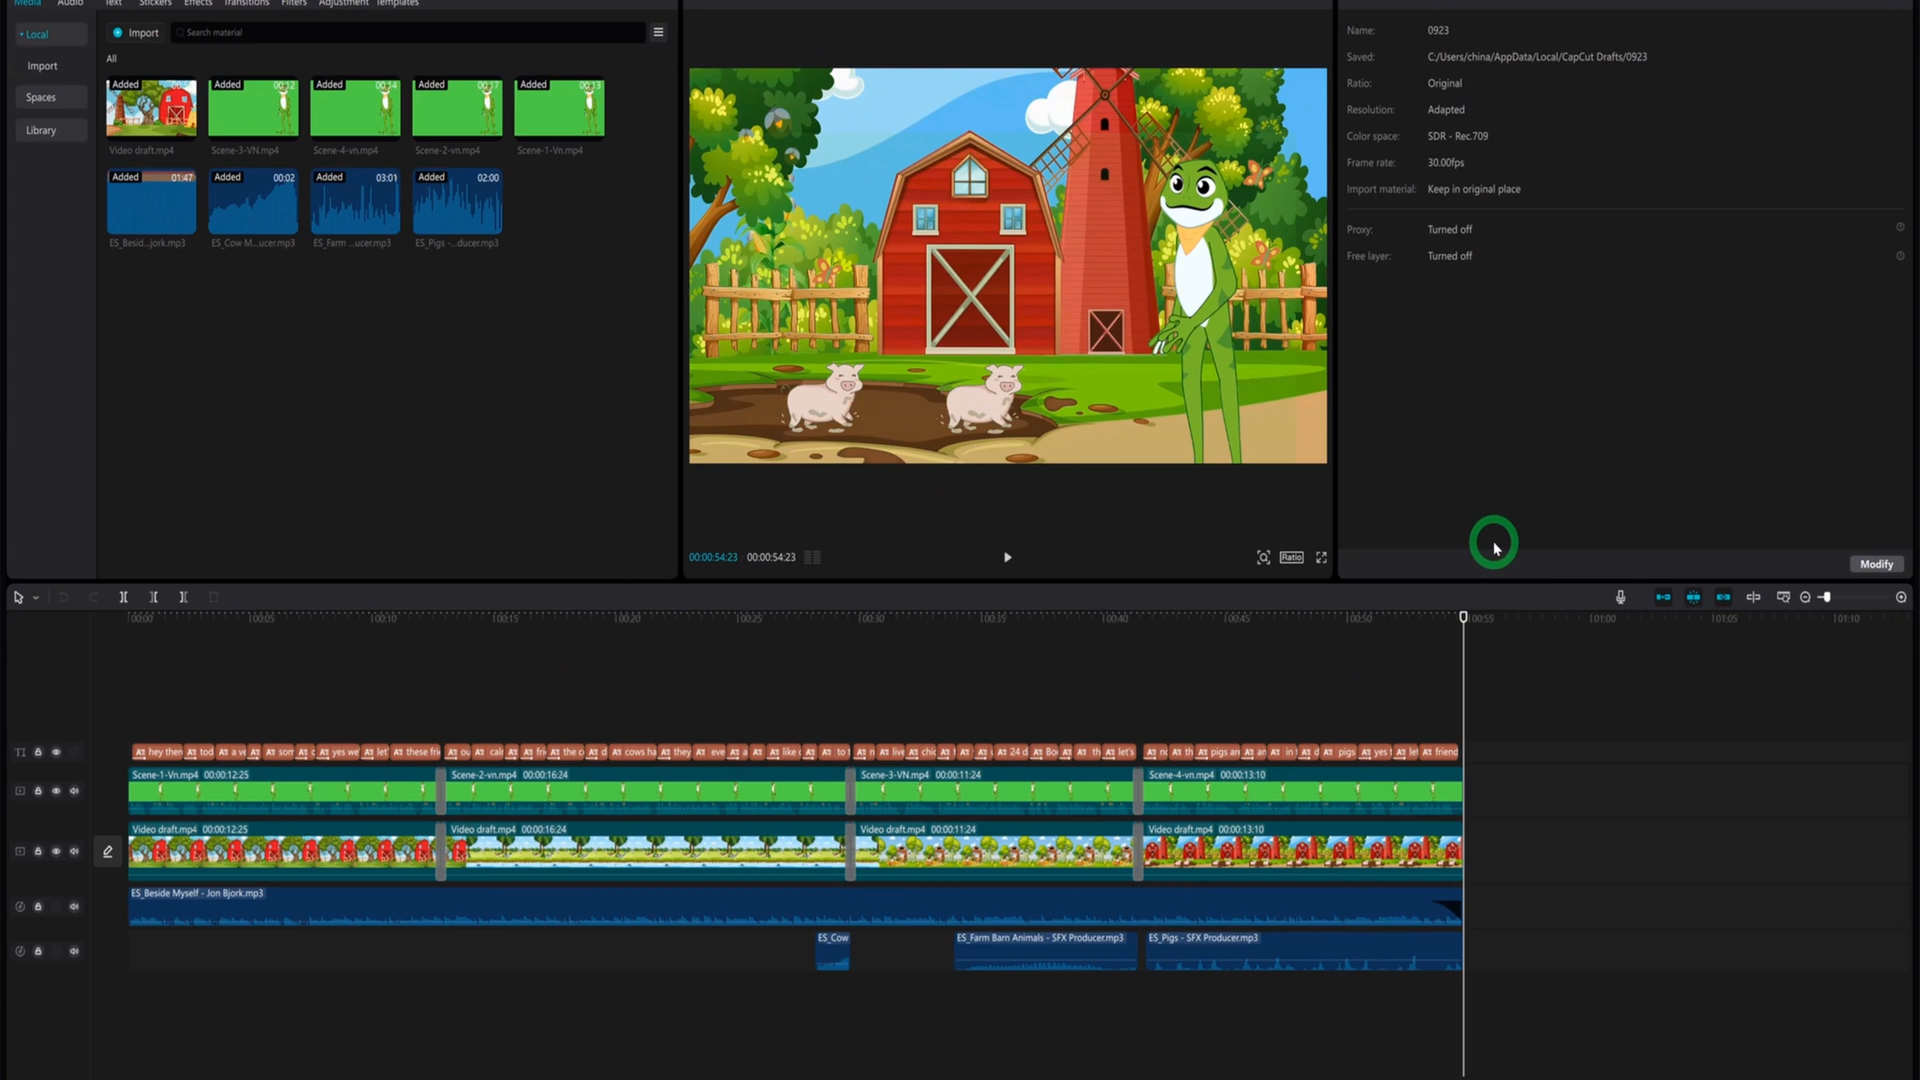 Media Audio Text Stickers Effects Transitions Filters Adjustment Templates
Local
Import
Spaces
Library
Import
Search material
All
Added 00:12 Added 00:14 Added 00:17 Added 00:13 Added
Video draft.mp4 Scene-3-VN.mp4 Scene-4-vn.mp4 Scene-2-vn.mp4 Scene-1-Vn.mp4
Added 01:47 Added 00:02 Added 03:01 Added 02:00
ES_Besid...jork.mp3 ES_Cow M...ucer.mp3 ES_Farm ...ucer.mp3 ES_Pigs -...ducer.mp3
00:00:54:23 00:00:54:23
Ratio
Name: 0923
Saved: C:/Users/china/AppData/Local/CapCut Drafts/0923
Ratio: Original
Resolution: Adapted
Color space: SDR - Rec.709
Frame rate: 30.00fps
Import material: Keep in original place
Proxy: Turned off
Free layer: Turned off
Modify
00:00 00:05 00:10 00:15 00:20 00:25 00:30 00:35 00:40 00:45 00:50 00:55 01:00 01:05 01:10
hey ther tod a ve som yes we let these fri ou caln fri the c d cows ha they eve a like to live chic 24 d Bo th let's th pigs ar an in pigs yes t le friend
Scene-1-Vn.mp4 00:00:12:25 Scene-2-vn.mp4 00:00:16:24 Scene-3-VN.mp4 00:00:11:24 Scene-4-vn.mp4 00:00:13:10
Video draft.mp4 00:00:12:25 Video draft.mp4 00:00:16:24 Video draft.mp4 00:00:11:24 Video draft.mp4 00:00:13:10
ES_Beside Myself - Jon Bjork.mp3
ES_Cow ES_Farm Barn Animals - SFX Producer.mp3 ES_Pigs - SFX Producer.mp3